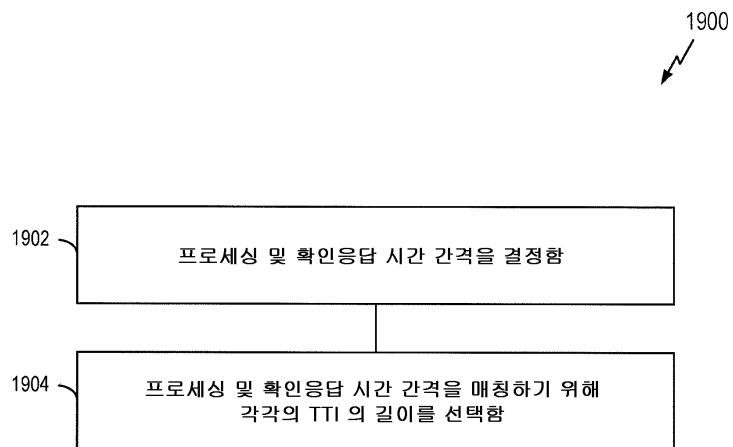 1900
1902
프로세싱 및 확인응답 시간 간격을 결정함
1904
프로세싱 및 확인응답 시간 간격을 매칭하기 위해
각각의 TTI 의 길이를 선택함